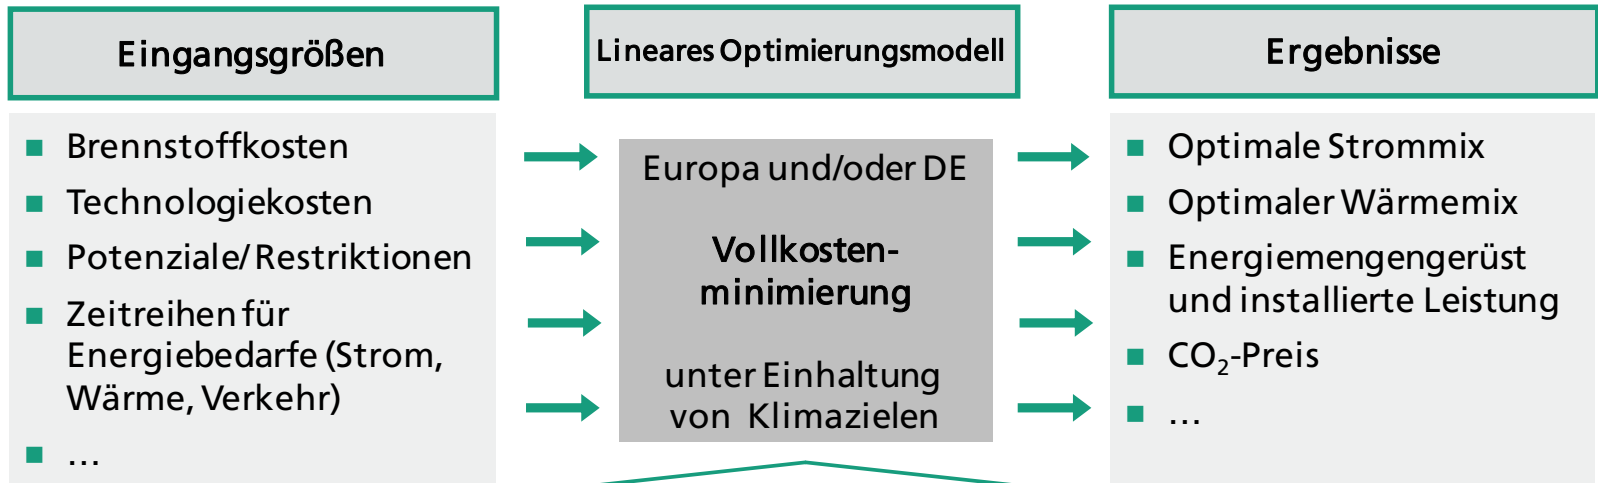 Eingangsgrößen
Brennstoffkosten
Technologiekosten
Potenziale/Restriktionen
Zeitreihen für
Energiebedarfe (Strom,
Wärme, Verkehr)
…
Lineares Optimierungsmodell
Europa und/oder DE
Vollkosten-
minimierung
unter Einhaltung
von Klimazielen
Ergebnisse
Optimale Strommix
Optimaler Wärmemix
Energiemengengerüst
und installierte Leistung
CO₂-Preis
…